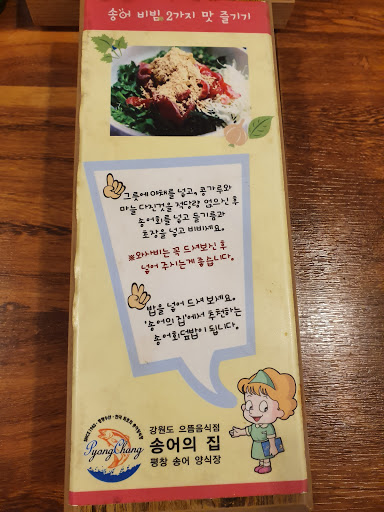 송어 비빔 2가지 맛 즐기기
그릇에 야채를 넣고, 콩가루와
마늘 다진것을 적당량 얹으신 후
송어회를 넣고 들기름과
초장을 넣고 비비세요.
※와사비는 꼭 드셔보신 후
넣어 주시는게 좋습니다.
밥을 넣어 드셔 보세요.
'송어의 집'에서 추천하는
송어회덮밥이 됩니다.
강원도 으뜸음식점
송어의 집
평창 송어 양식장
PyongChang